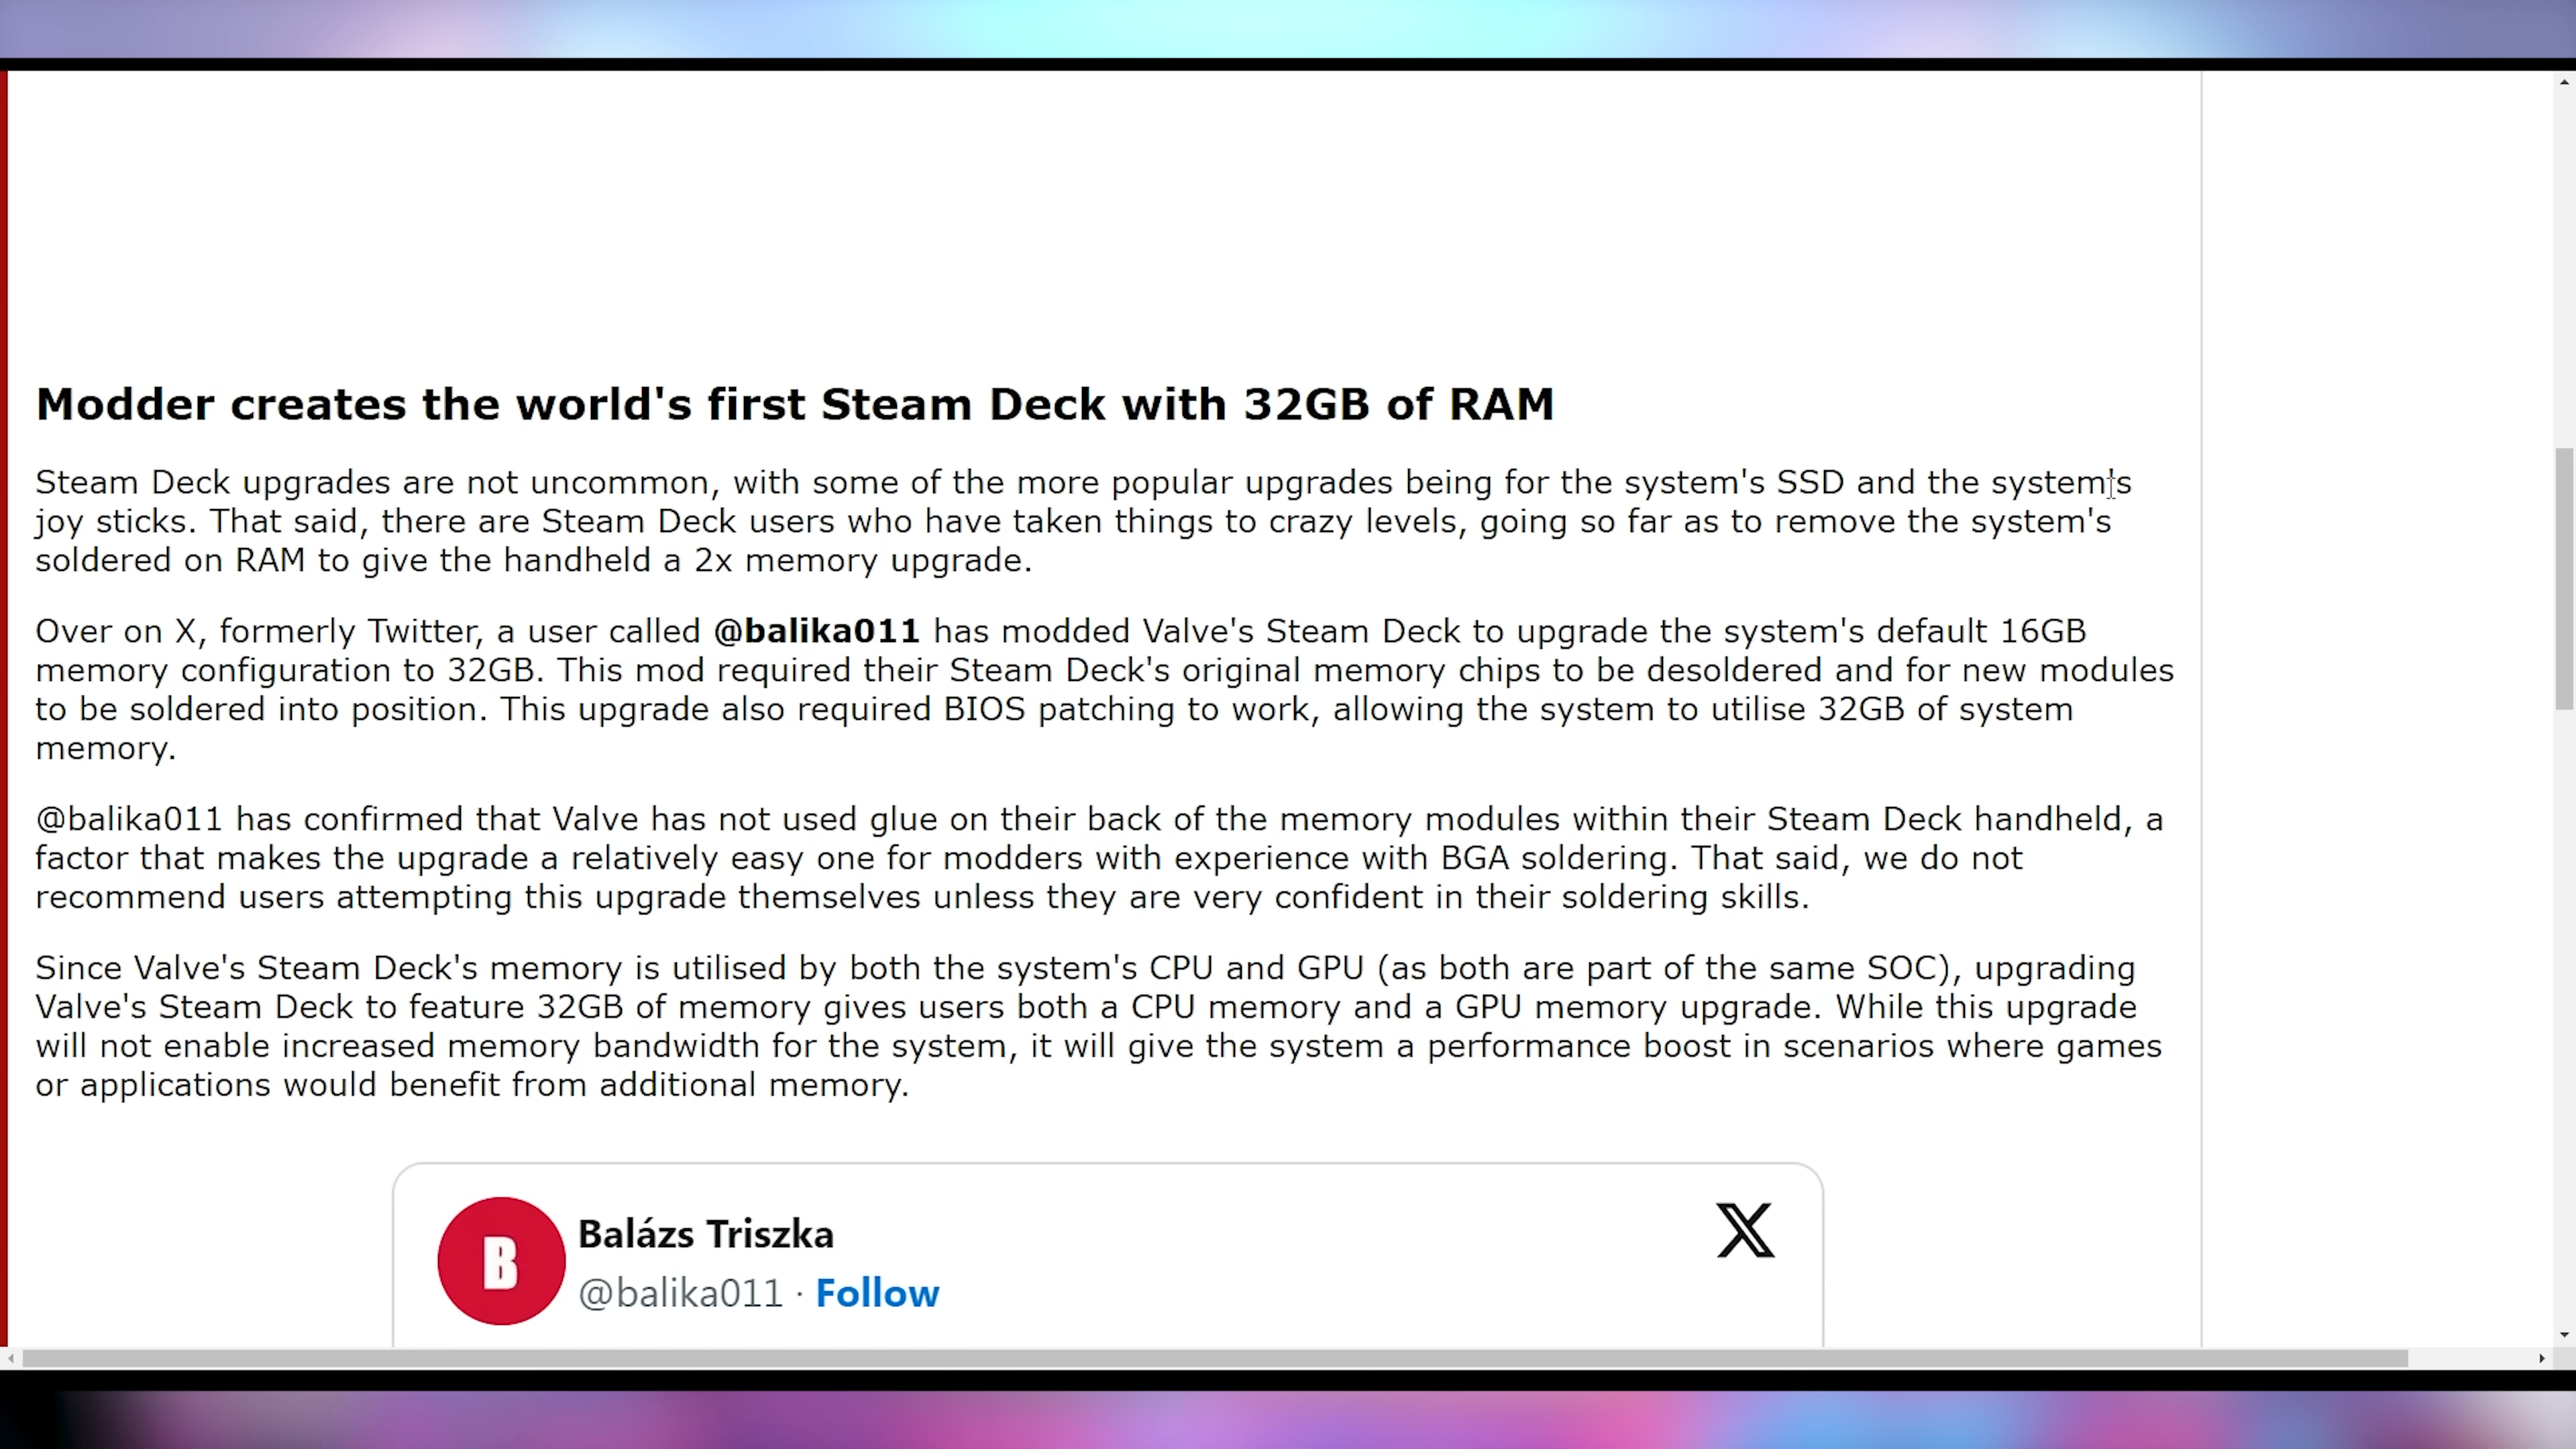 Modder creates the world's first Steam Deck with 32GB of RAM
Steam Deck upgrades are not uncommon, with some of the more popular upgrades being for the system's SSD and the system's
joy sticks. That said, there are Steam Deck users who have taken things to crazy levels, going so far as to remove the system's
soldered on RAM to give the handheld a 2x memory upgrade.
Over on X, formerly Twitter, a user called @balika011 has modded Valve's Steam Deck to upgrade the system's default 16GB
memory configuration to 32GB. This mod required their Steam Deck's original memory chips to be desoldered and for new modules
to be soldered into position. This upgrade also required BIOS patching to work, allowing the system to utilise 32GB of system
memory.
@balika011 has confirmed that Valve has not used glue on their back of the memory modules within their Steam Deck handheld, a
factor that makes the upgrade a relatively easy one for modders with experience with BGA soldering. That said, we do not
recommend users attempting this upgrade themselves unless they are very confident in their soldering skills.
Since Valve's Steam Deck's memory is utilised by both the system's CPU and GPU (as both are part of the same SOC), upgrading
Valve's Steam Deck to feature 32GB of memory gives users both a CPU memory and a GPU memory upgrade. While this upgrade
will not enable increased memory bandwidth for the system, it will give the system a performance boost in scenarios where games
or applications would benefit from additional memory.
B
Balázs Triszka
X
@balika011 · Follow